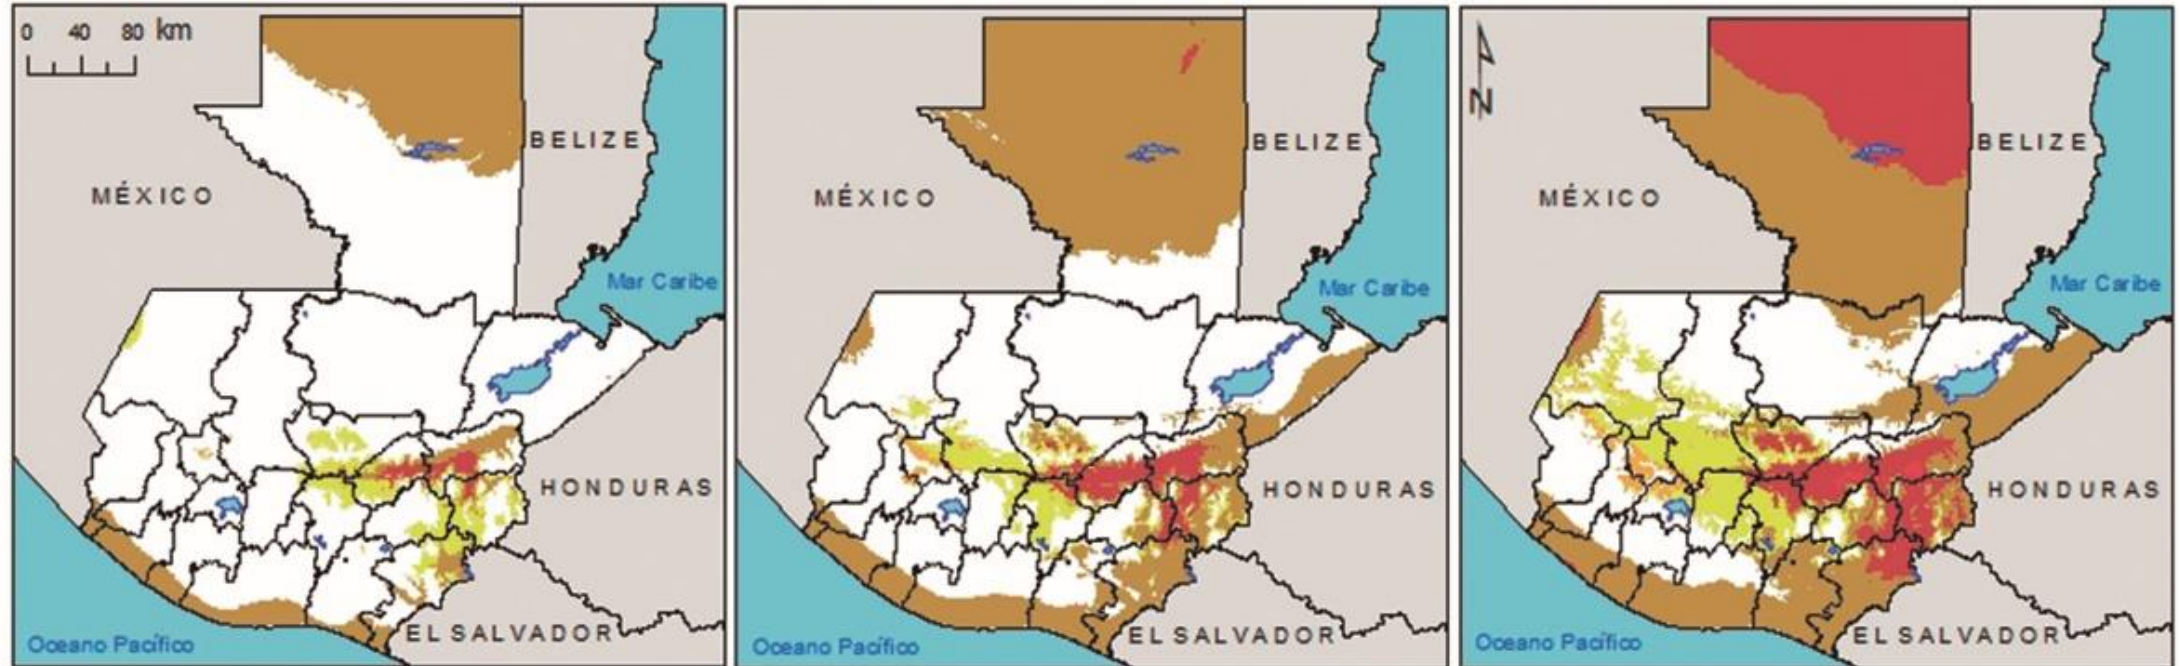 0 40 80 km
BELIZE
MÉXICO
Mar Caribe
HONDURAS
EL SALVADOR
Oceano Pacífico
BELIZE
MÉXICO
Mar Caribe
HONDURAS
EL SALVADOR
Oceano Pacífico
N
BELIZE
MÉXICO
Mar Caribe
HONDURAS
EL SALVADOR
Oceano Pacífico